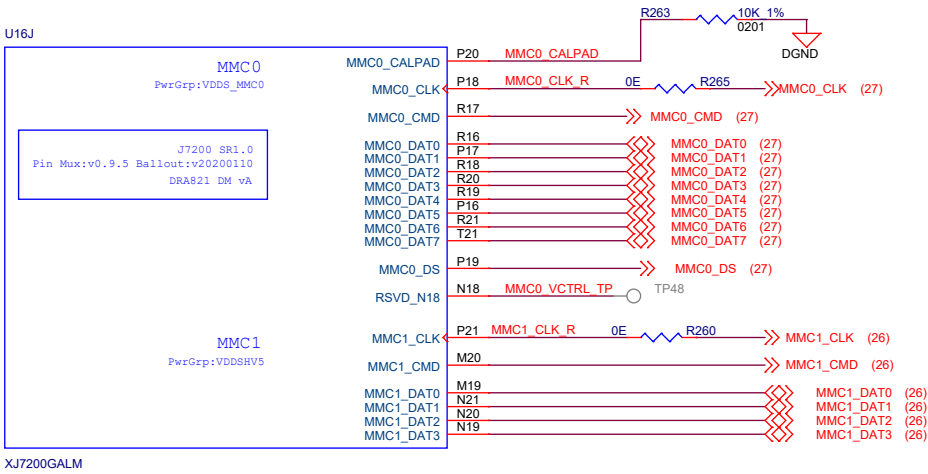 R263 10K_1%
0201
DGND
U16J
MMC0
PwrGrp:VDDS_MMC0
MMC0_CALPAD P20 MMC0_CALPAD
MMC0_CLK P18 MMC0_CLK_R 0E R265 MMC0_CLK (27)
MMC0_CMD R17 MMC0_CMD (27)
J7200 SR1.0
Pin Mux:v0.9.5 Ballout:v20200110
DRA821 DM vA
MMC0_DAT0 R16 MMC0_DAT0 (27)
MMC0_DAT1 P17 MMC0_DAT1 (27)
MMC0_DAT2 R18 MMC0_DAT2 (27)
MMC0_DAT3 R20 MMC0_DAT3 (27)
MMC0_DAT4 R19 MMC0_DAT4 (27)
MMC0_DAT5 P16 MMC0_DAT5 (27)
MMC0_DAT6 R21 MMC0_DAT6 (27)
MMC0_DAT7 T21 MMC0_DAT7 (27)
MMC0_DS P19 MMC0_DS (27)
RSVD_N18 N18 MMC0_VCTRL_TP TP48
MMC1
PwrGrp:VDDSHV5
MMC1_CLK P21 MMC1_CLK_R 0E R260 MMC1_CLK (26)
MMC1_CMD M20 MMC1_CMD (26)
MMC1_DAT0 M19 MMC1_DAT0 (26)
MMC1_DAT1 N21 MMC1_DAT1 (26)
MMC1_DAT2 N20 MMC1_DAT2 (26)
MMC1_DAT3 N19 MMC1_DAT3 (26)
XJ7200GALM